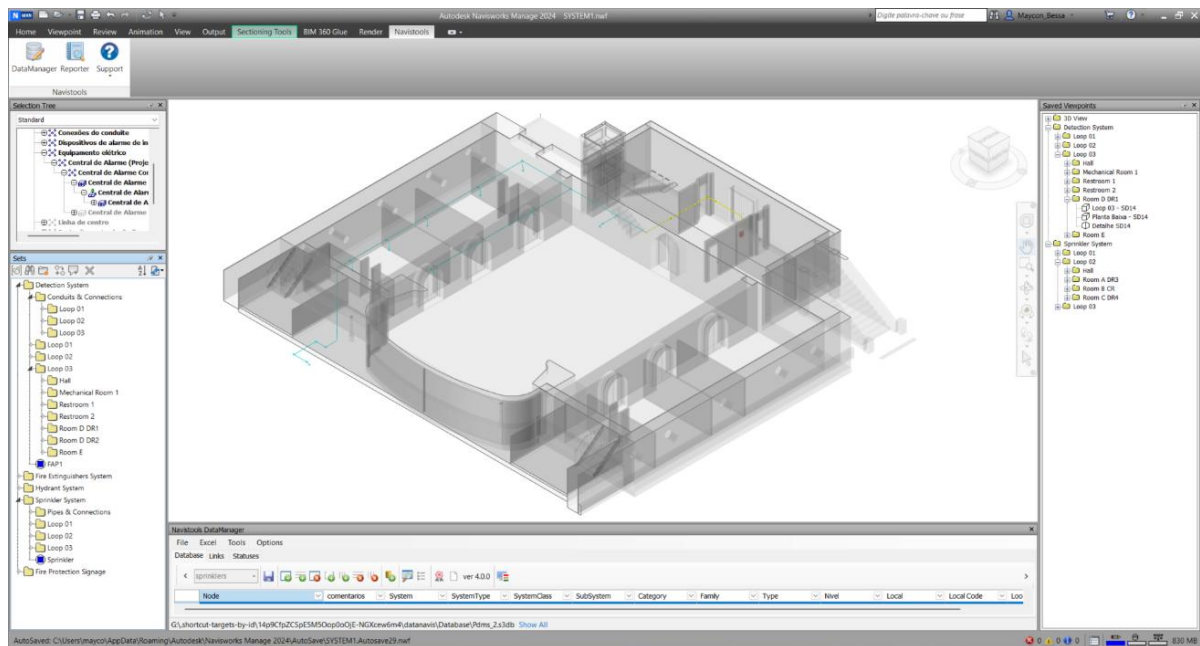 Autodesk Navisworks Manage 2024 SYSTEM1.nwf
Digite palavra-chave ou frase
Maycon_Bessa
Home Viewpoint Review Animation View Output Sectioning Tools BIM 360 Glue Render Navistools
DataManager Reporter Support
Navistools
Selection Tree
Standard
Conexões do conduite
Dispositivos de alarme de in
Equipamento elétrico
Central de Alarme (Proje
Central de Alarme Cor
Central de Alarme
Central de Alarn
Central de A
Central de Alarme
Linha de centro
Sets
Detection System
Conduits & Connections
Loop 01
Loop 02
Loop 03
Loop 01
Loop 02
Loop 03
Hall
Mechanical Room 1
Restroom 1
Restroom 2
Room D DR1
Room D DR2
Room E
FAP1
Fire Extinguishers System
Hydrant System
Sprinkler System
Pipes & Connections
Loop 01
Loop 02
Loop 03
Sprinkler
Fire Protection Signage
Saved Viewpoints
3D View
Detection System
Loop 01
Loop 02
Loop 03
Hall
Mechanical Room 1
Restroom 1
Restroom 2
Room D DR1
Loop 03 - SD14
Planta Baixa - SD14
Detalhe SD14
Room E
Sprinkler System
Loop 01
Loop 02
Hall
Room A DR3
Room B CR
Room C DR4
Loop 03
Navistools DataManager
File Excel Tools Options
Database Links Statuses
sprinklers ver 4.0.0
Node comentarios System SystemType SystemClass SubSystem Category Family Type Nivel Local Local Code Loo
G:\.shortcut-targets-by-id\14p9CfpZCSpESM5Oop0oOjE-NGXcew6m4\datanavis\Database\Pdms_2.s3db Show All
AutoSaved: C:\Users\mayco\AppData\Roaming\Autodesk\Navisworks Manage 2024\AutoSave\SYSTEM1.Autosave29.nwf
0 0 0 830 MB